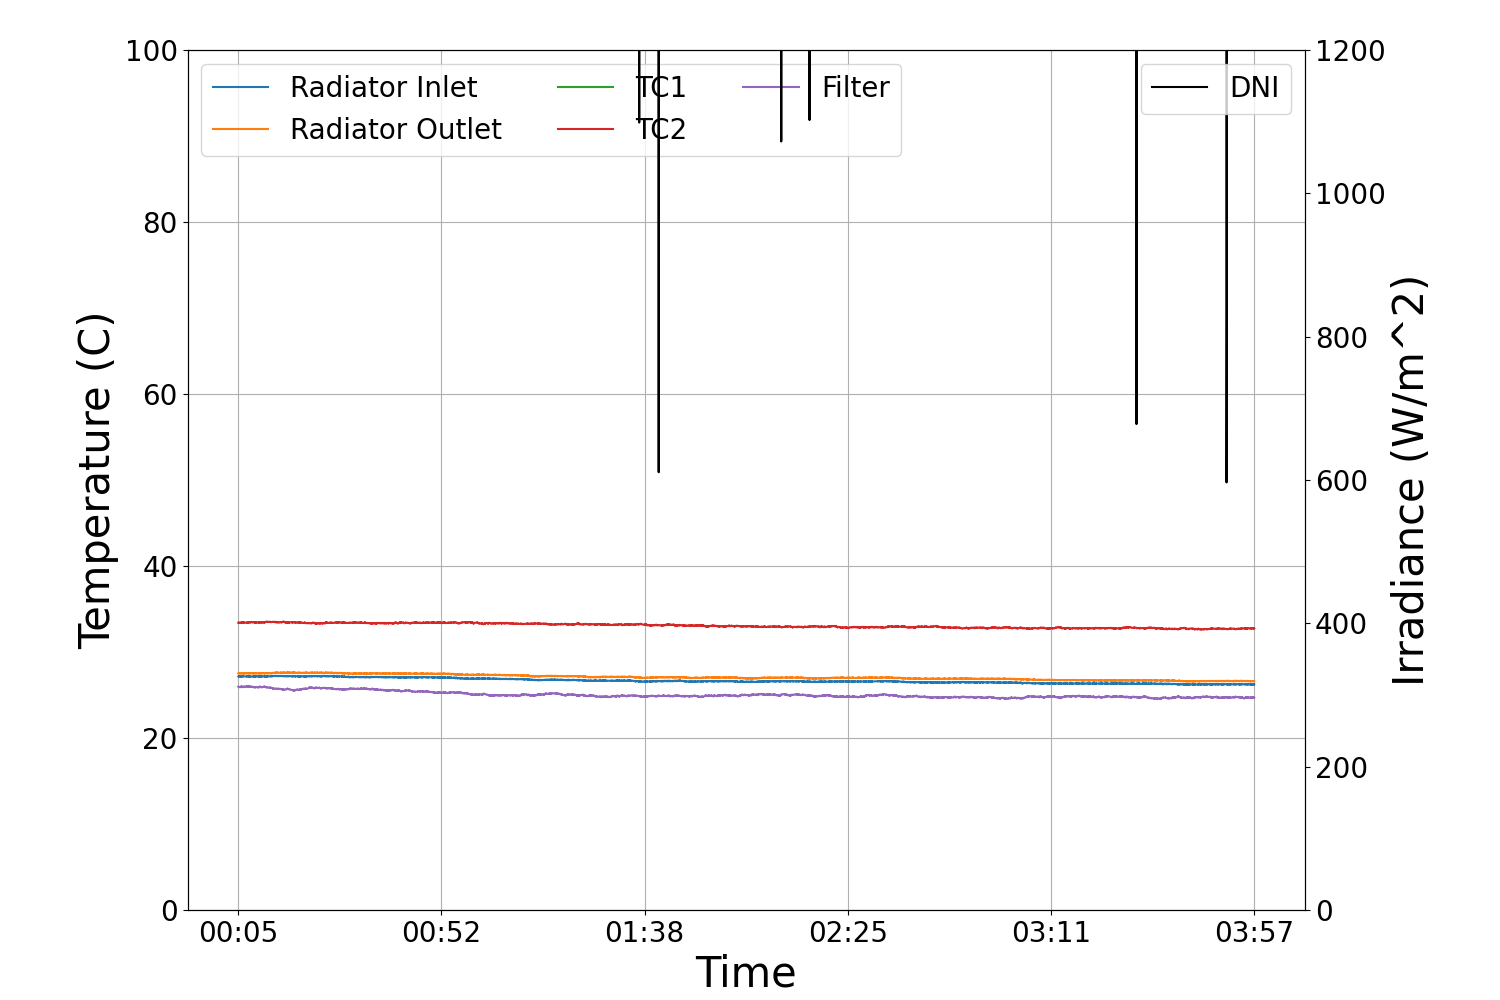 100
80
60
40
20
0
Temperature (C)
Radiator Inlet
Radiator Outlet
TC1
TC2
Filter
DNI
1200
1000
800
600
400
200
0
Irradiance (W/m^2)
00:05
00:52
01:38
02:25
03:11
03:57
Time